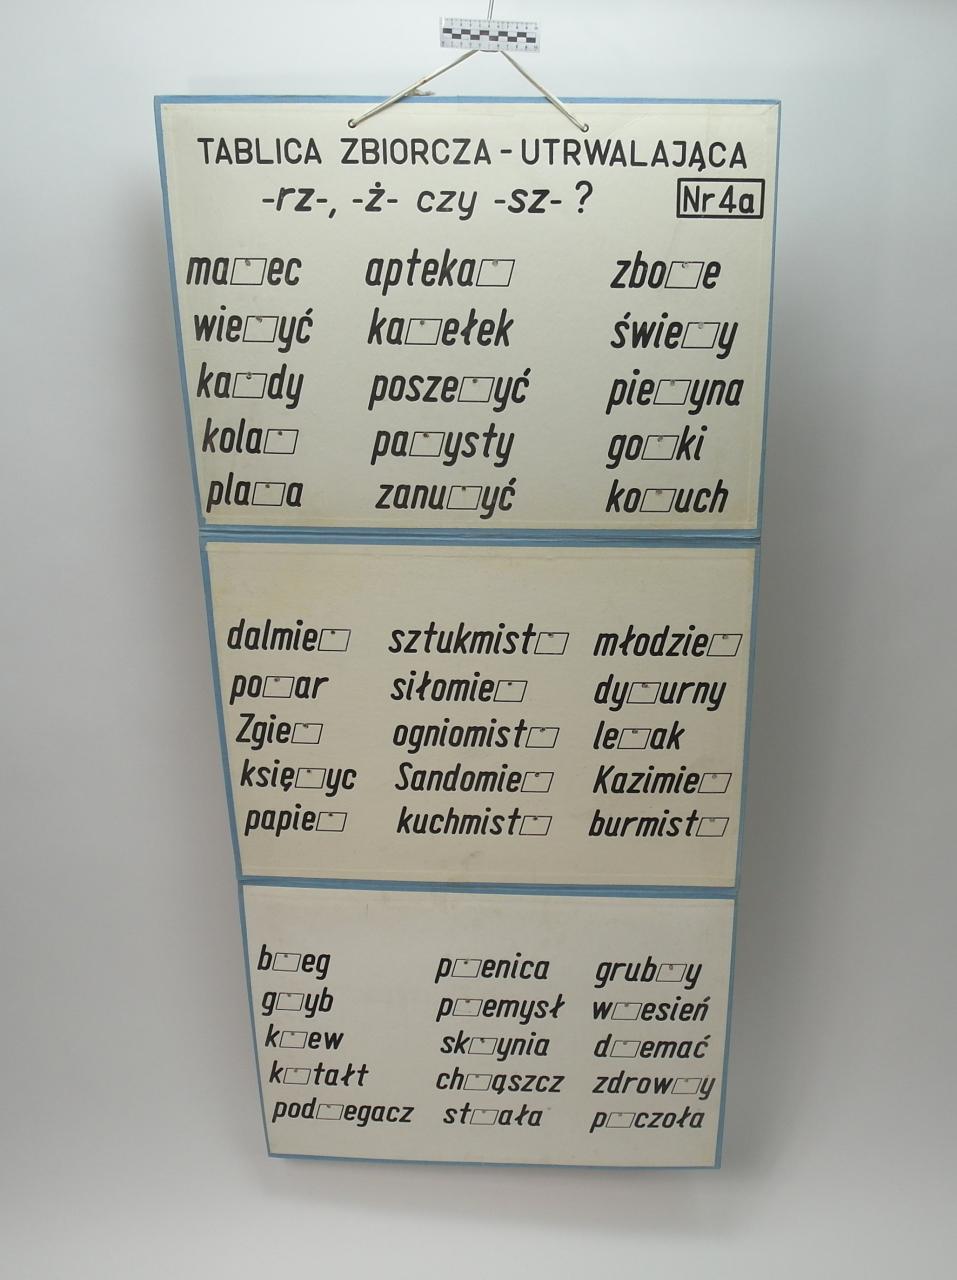 TABLICA ZBIORCZA - UTRWALAJĄCA
-rz-, -ż- czy -sz- ?
Nr 4a
ma□ec apteka□ zbo□e
wie□yć ka□ełek świe□y
ka□dy posze□yć pie□yna
kola□ pa□ysty go□ki
pla□a zanu□yć ko□uch
dalmie□ sztukmist□ młodzie□
po□ar siłomie□ dy□urny
Zgie□ ogniomist□ le□ak
księ□yc Sandomie□ Kazimie□
papie□ kuchmist□ burmist□
b□eg p□enica grub□y
g□yb p□emysł w□esień
k□ew sk□ynia d□emać
k□tałt ch□ąszcz zdrow□y
pod□egacz st□ała p□czoła